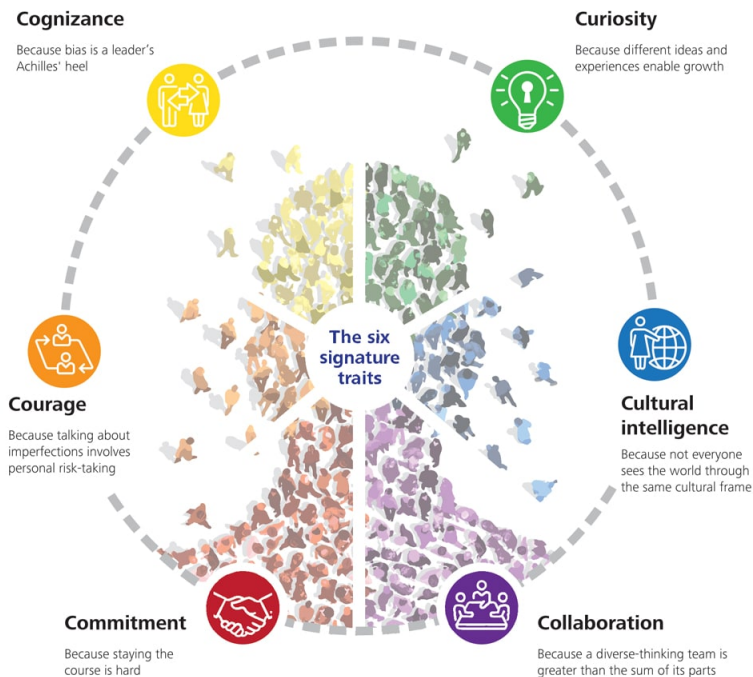 Cognizance
Because bias is a leader's
Achilles' heel
Curiosity
Because different ideas and
experiences enable growth
The six
signature
traits
Courage
Because talking about
imperfections involves
personal risk-taking
Cultural
intelligence
Because not everyone
sees the world through
the same cultural frame
Commitment
Because staying the
course is hard
Collaboration
Because a diverse-thinking team is
greater than the sum of its parts